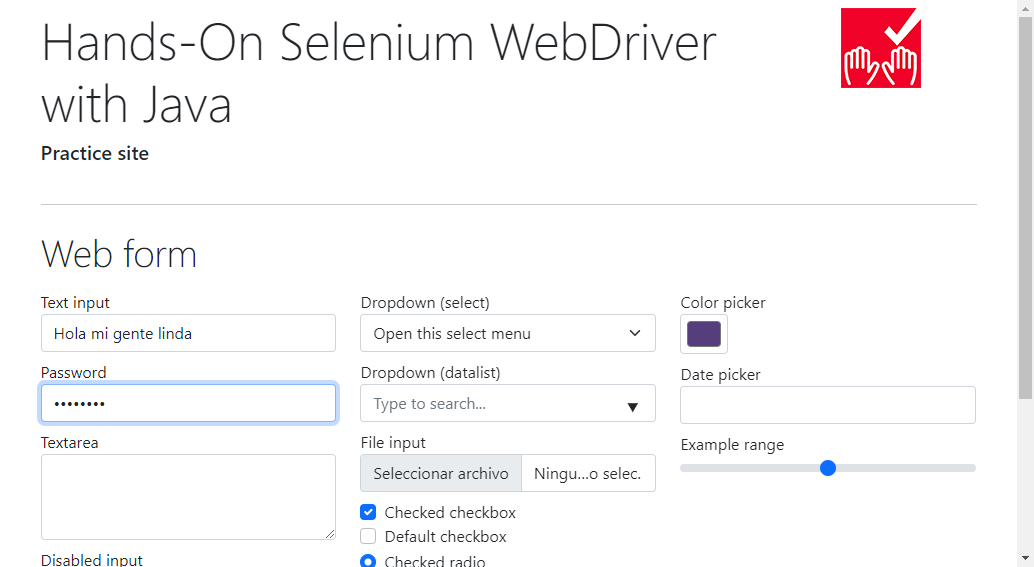 Hands-On Selenium WebDriver
with Java
Practice site
Web form
Text input
Hola mi gente linda
Password
••••••••
Textarea
Disabled input
Dropdown (select)
Open this select menu
Dropdown (datalist)
Type to search...
File input
Seleccionar archivo Ningu...o selec.
Checked checkbox
Default checkbox
Checked radio
Color picker
Date picker
Example range